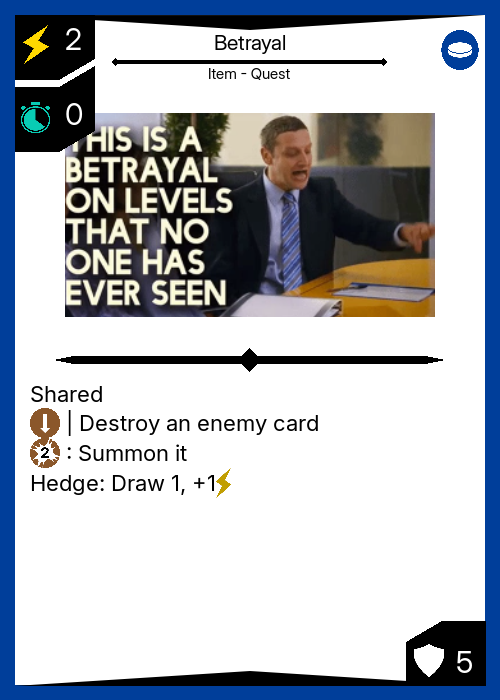 2
Betrayal
Item - Quest
0
THIS IS A
BETRAYAL
ON LEVELS
THAT NO
ONE HAS
EVER SEEN
Shared
| Destroy an enemy card
2 : Summon it
Hedge: Draw 1, +1
5